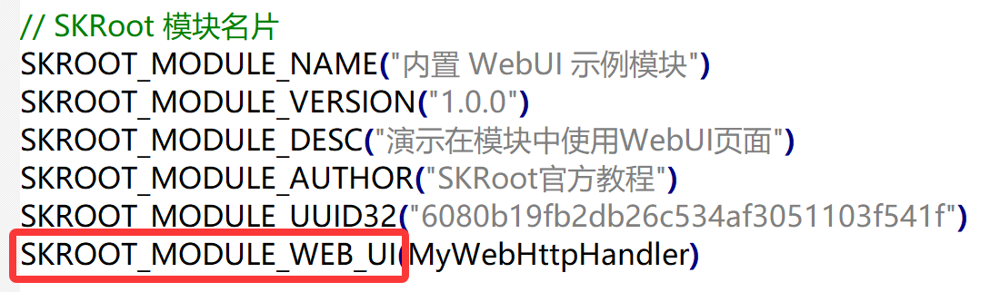 // SKRoot 模块名片
SKROOT_MODULE_NAME("内置 WebUI 示例模块")
SKROOT_MODULE_VERSION("1.0.0")
SKROOT_MODULE_DESC("演示在模块中使用WebUI页面")
SKROOT_MODULE_AUTHOR("SKRoot官方教程")
SKROOT_MODULE_UUID32("6080b19fb2db26c534af3051103f541f")
SKROOT_MODULE_WEB_UI(MyWebHttpHandler)